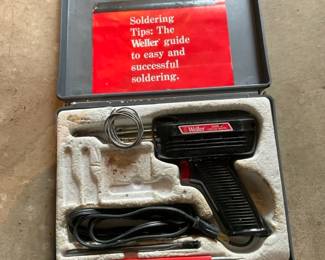 Soldering
Tips: The
Weller guide
to easy and
successful
soldering.
Weller